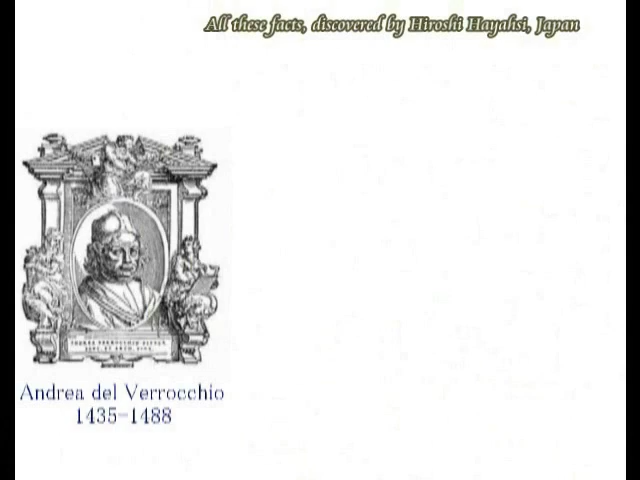 All these facts, discovered by Hiroshi Hayahsi, Japan
Andrea del Verrocchio
1435-1488